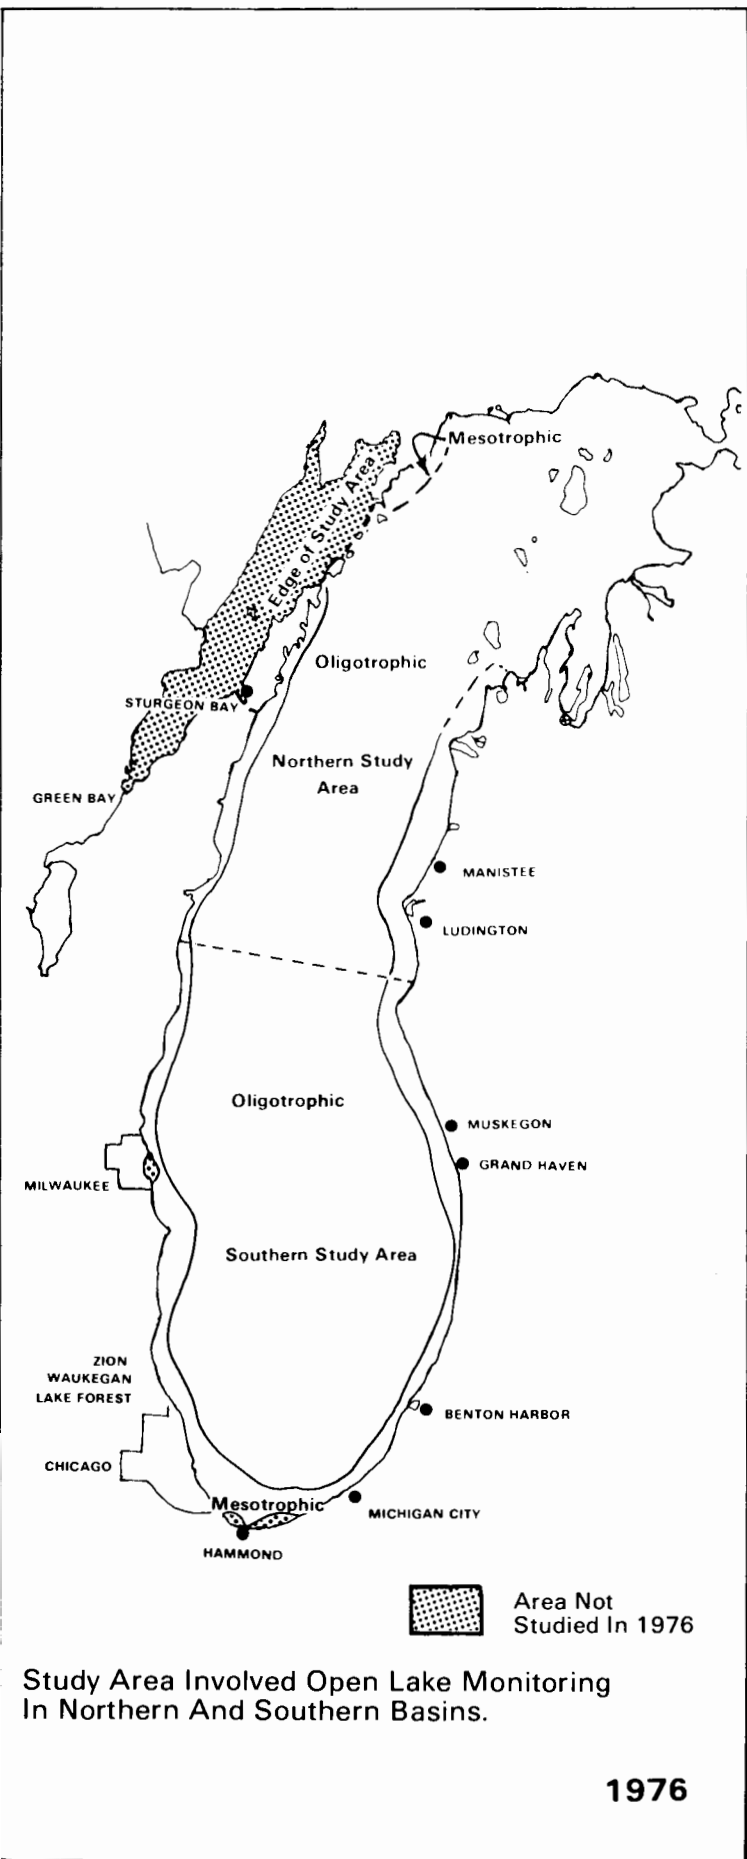 Mesotrophic
Edge of Study Area
Oligotrophic
STURGEON BAY
Northern Study
Area
GREEN BAY
MANISTEE
LUDINGTON
Oligotrophic
MUSKEGON
GRAND HAVEN
MILWAUKEE
Southern Study Area
ZION
WAUKEGAN
LAKE FOREST
BENTON HARBOR
CHICAGO
Mesotrophic
MICHIGAN CITY
HAMMOND
Area Not
Studied In 1976
Study Area Involved Open Lake Monitoring
In Northern And Southern Basins.
1976